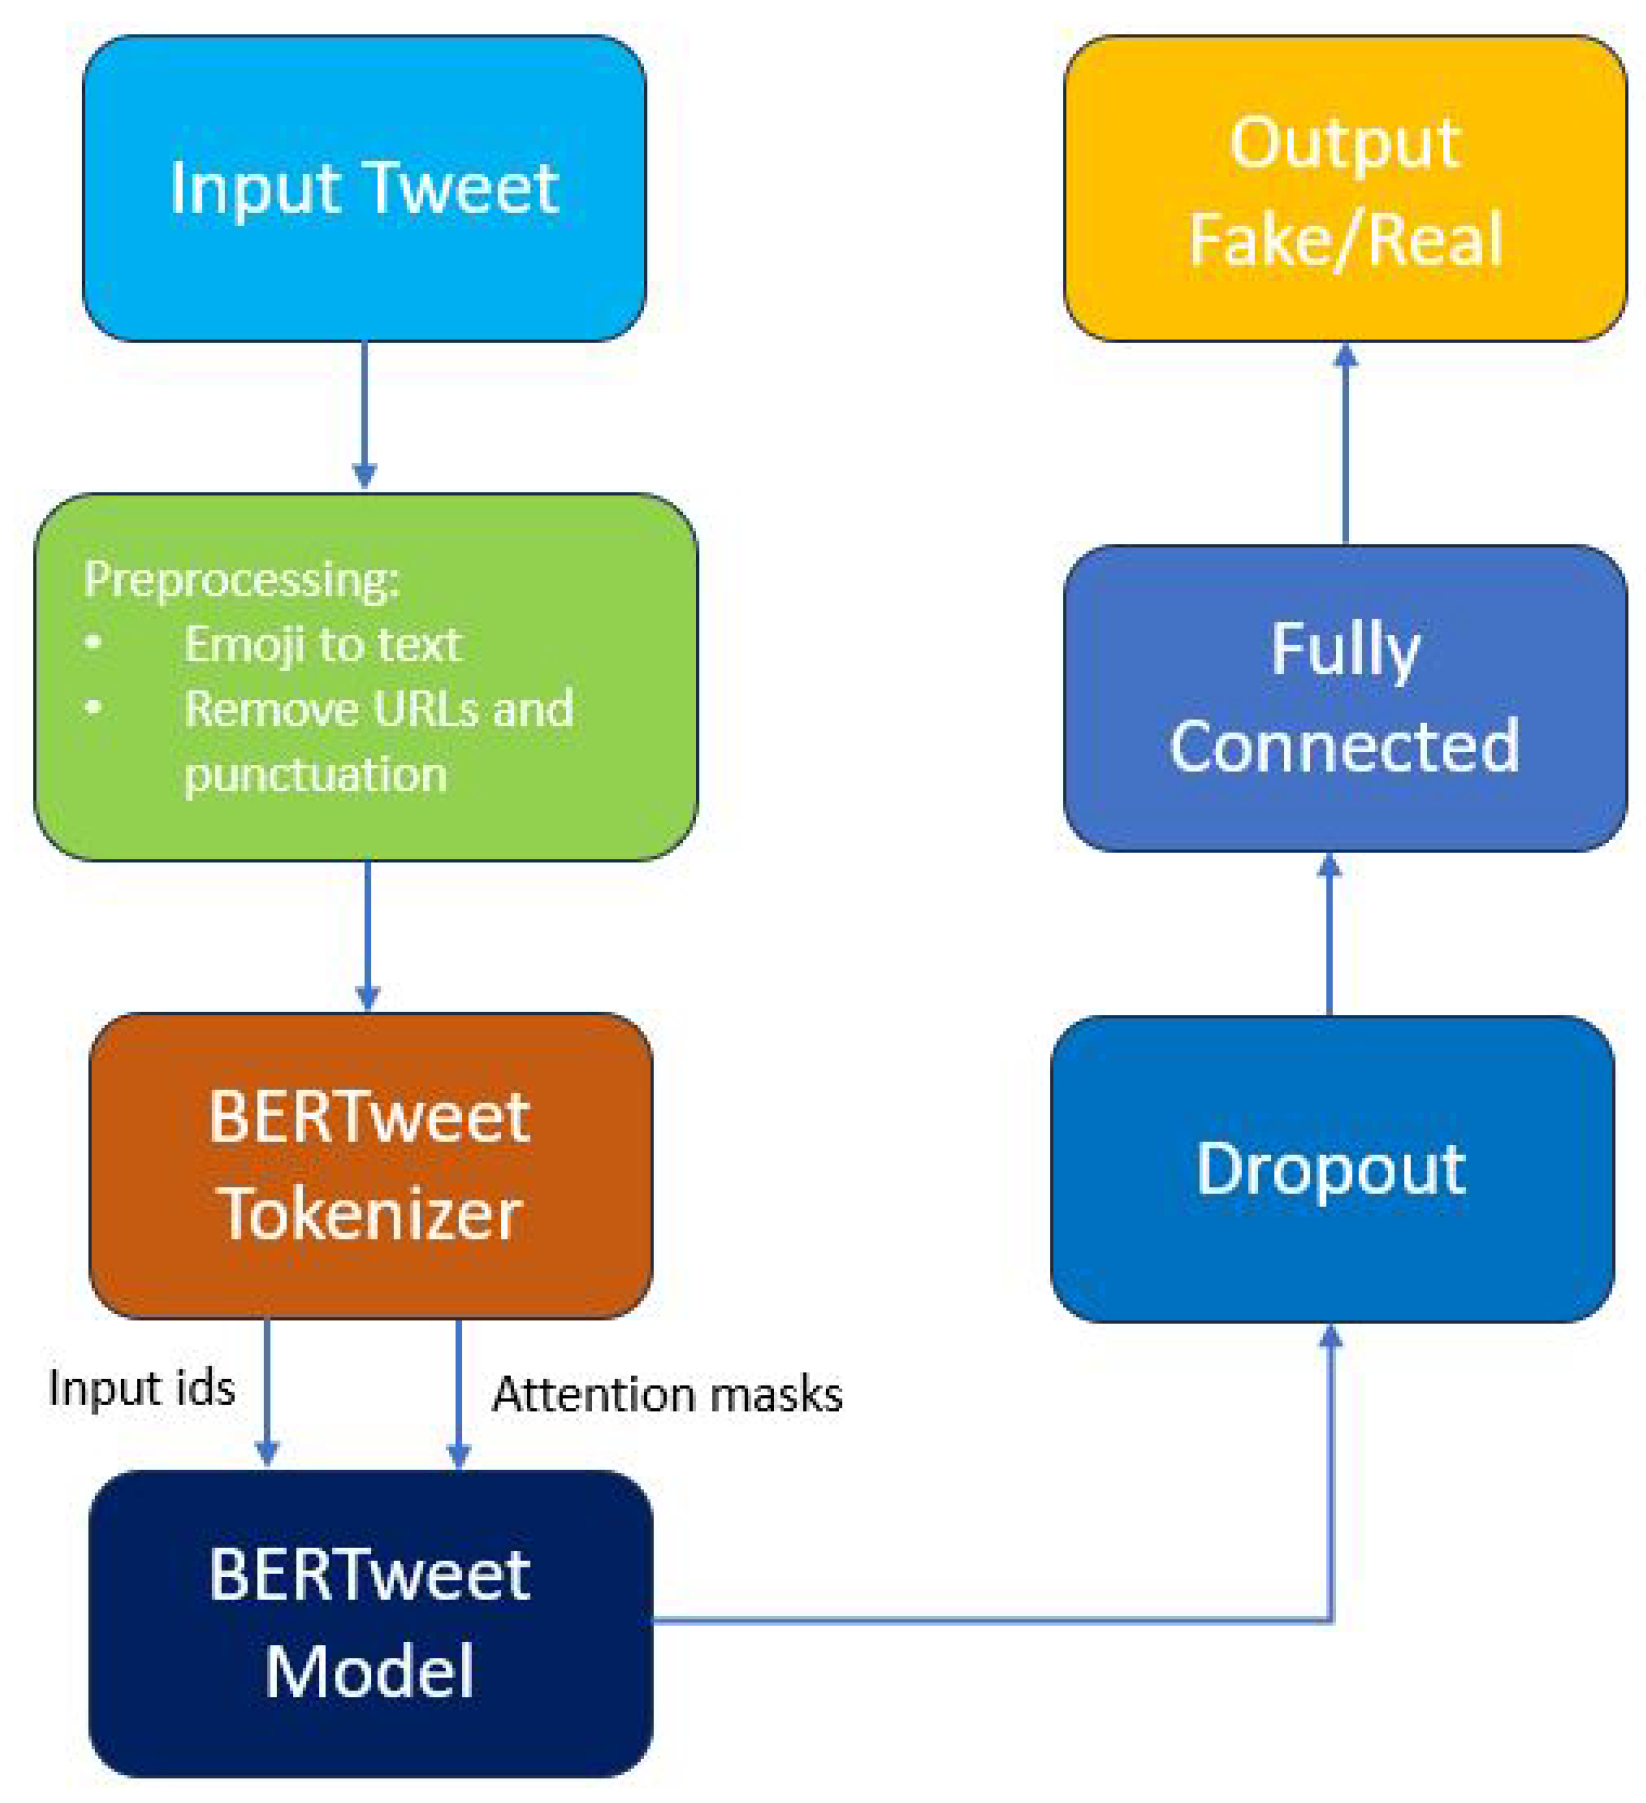 Input Tweet
Preprocessing:
• Emoji to text
• Remove URLs and
punctuation
BERTweet
Tokenizer
Input ids
Attention masks
BERTweet
Model
Dropout
Fully
Connected
Output
Fake/Real